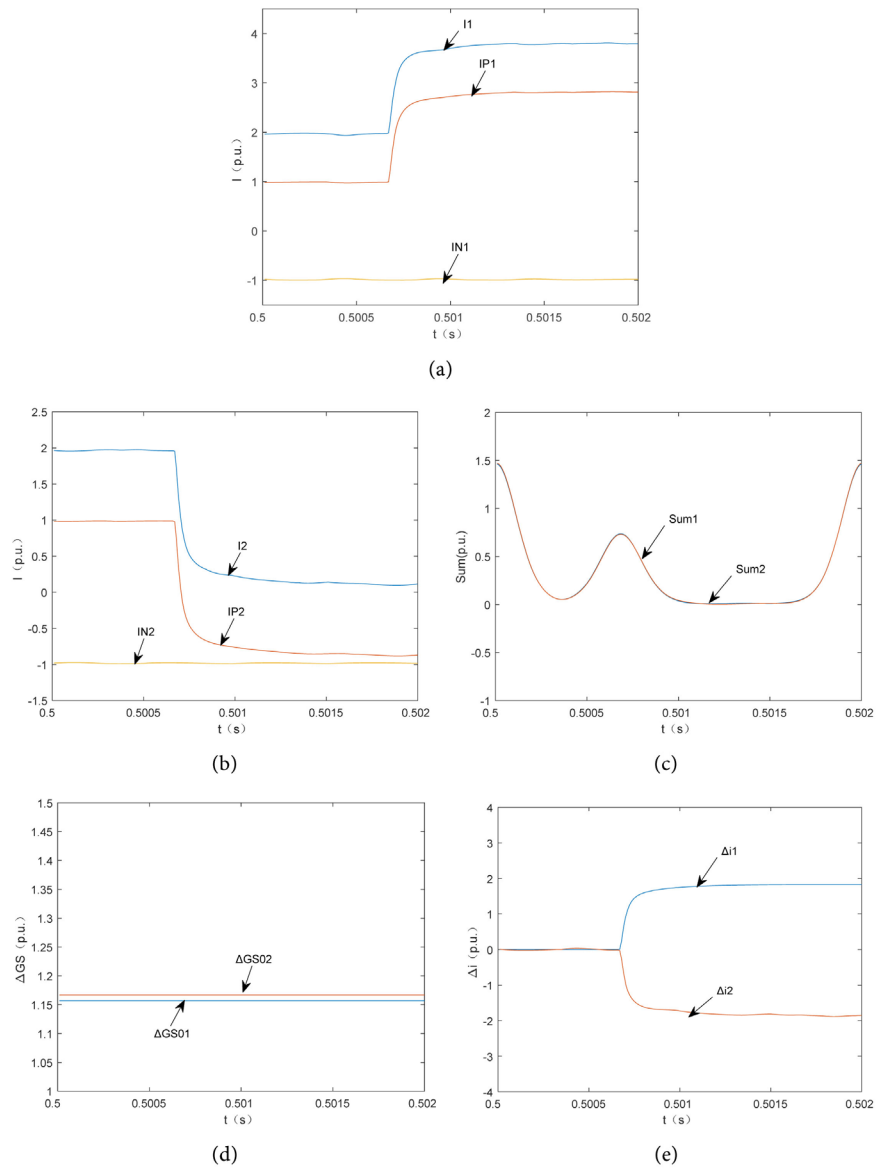 4
3
2
1
0
-1
I（p.u.）
I1
IP1
IN1
0.5
0.5005
0.501
0.5015
0.502
t（s）
(a)
2.5
2
1.5
1
0.5
0
-0.5
-1
-1.5
I（p.u.）
I2
IP2
IN2
0.5
0.5005
0.501
0.5015
0.502
t（s）
(b)
2
1.5
1
0.5
0
-0.5
-1
Sum(p.u.)
Sum1
Sum2
0.5
0.5005
0.501
0.5015
0.502
t（s）
(c)
1.5
1.45
1.4
1.35
1.3
1.25
1.2
1.15
1.1
1.05
1
ΔGS（p.u.）
ΔGS02
ΔGS01
0.5
0.5005
0.501
0.5015
0.502
t（s）
(d)
4
3
2
1
0
-1
-2
-3
-4
Δi（p.u.）
Δi1
Δi2
0.5
0.5005
0.501
0.5015
0.502
t（s）
(e)